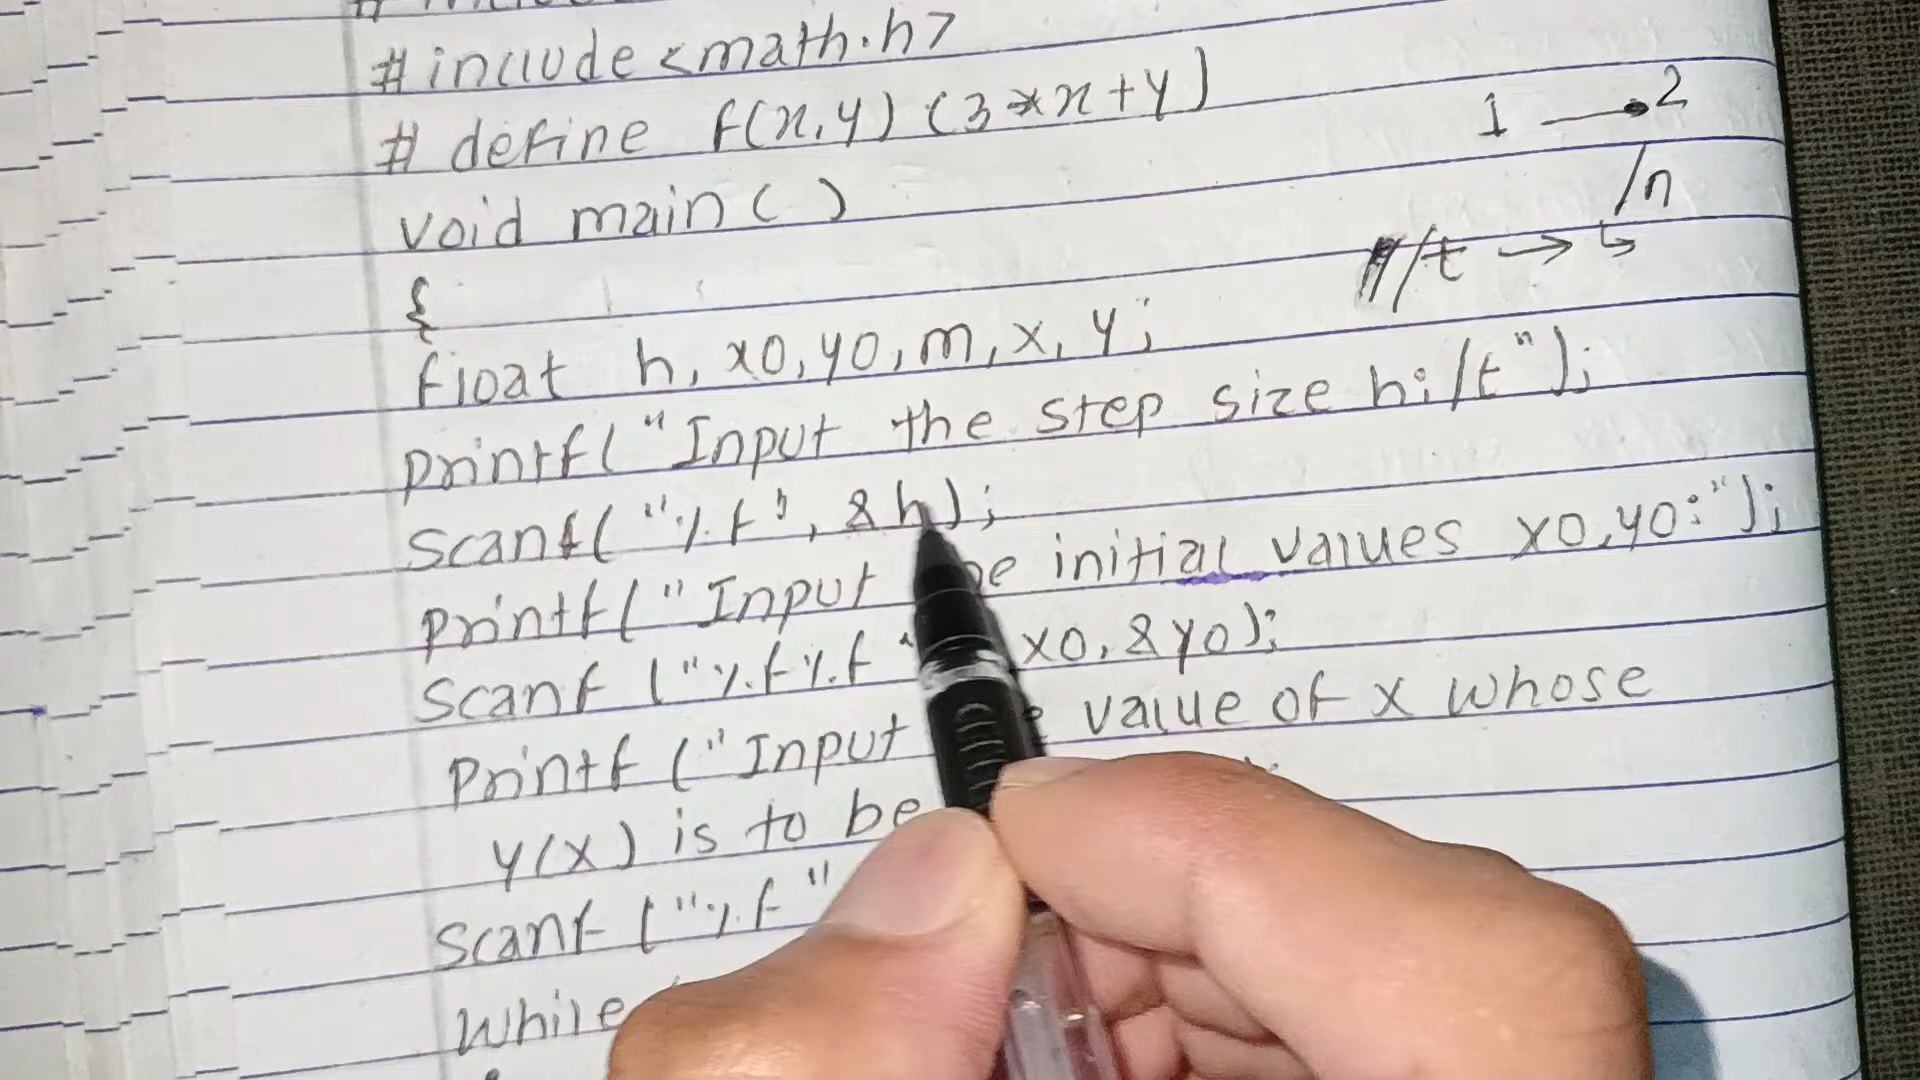 #include<math.h>
# define f(x,y) (3*x+y)
1 → 2
void main()
/n
/t →
{
float h, x0, y0, m, x, y;
printf("Input the step size h:/t");
scanf("%f", &h);
printf("Input initial values x0,y0:");
scanf ("%f%f x0, &y0);
printf ("Input value of x whose
y(x) is to be
scanf ("%f"
while